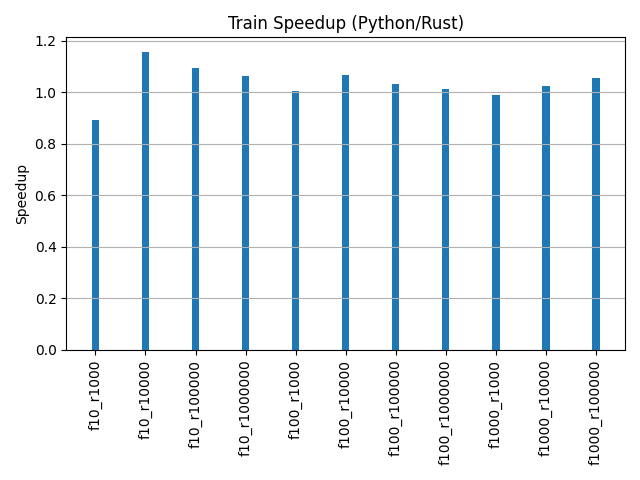 Train Speedup (Python/Rust)
Speedup
1.2
1.0
0.8
0.6
0.4
0.2
0.0
f10_r1000
f10_r10000
f10_r100000
f10_r1000000
f100_r1000
f100_r10000
f100_r100000
f100_r1000000
f1000_r1000
f1000_r10000
f1000_r100000